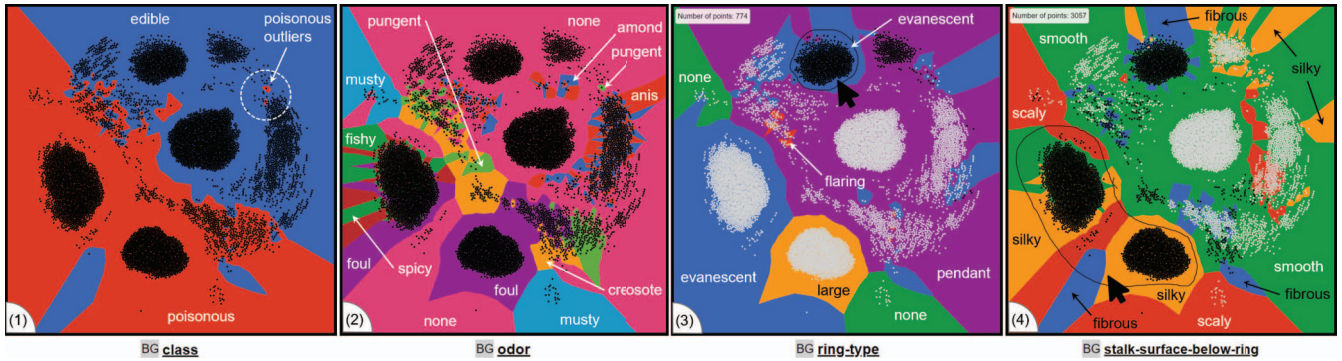 edible
poisonous
outliers
poisonous
(1)
BG class
pungent
none
amond
pungent
musty
anis
fishy
foul
spicy
foul
creosote
none
musty
(2)
BG odor
Number of points: 774
evanescent
none
flaring
evanescent
large
pendant
none
(3)
BG ring-type
Number of points: 3057
fibrous
smooth
silky
scaly
silky
smooth
silky
fibrous
fibrous
scaly
(4)
BG stalk-surface-below-ring